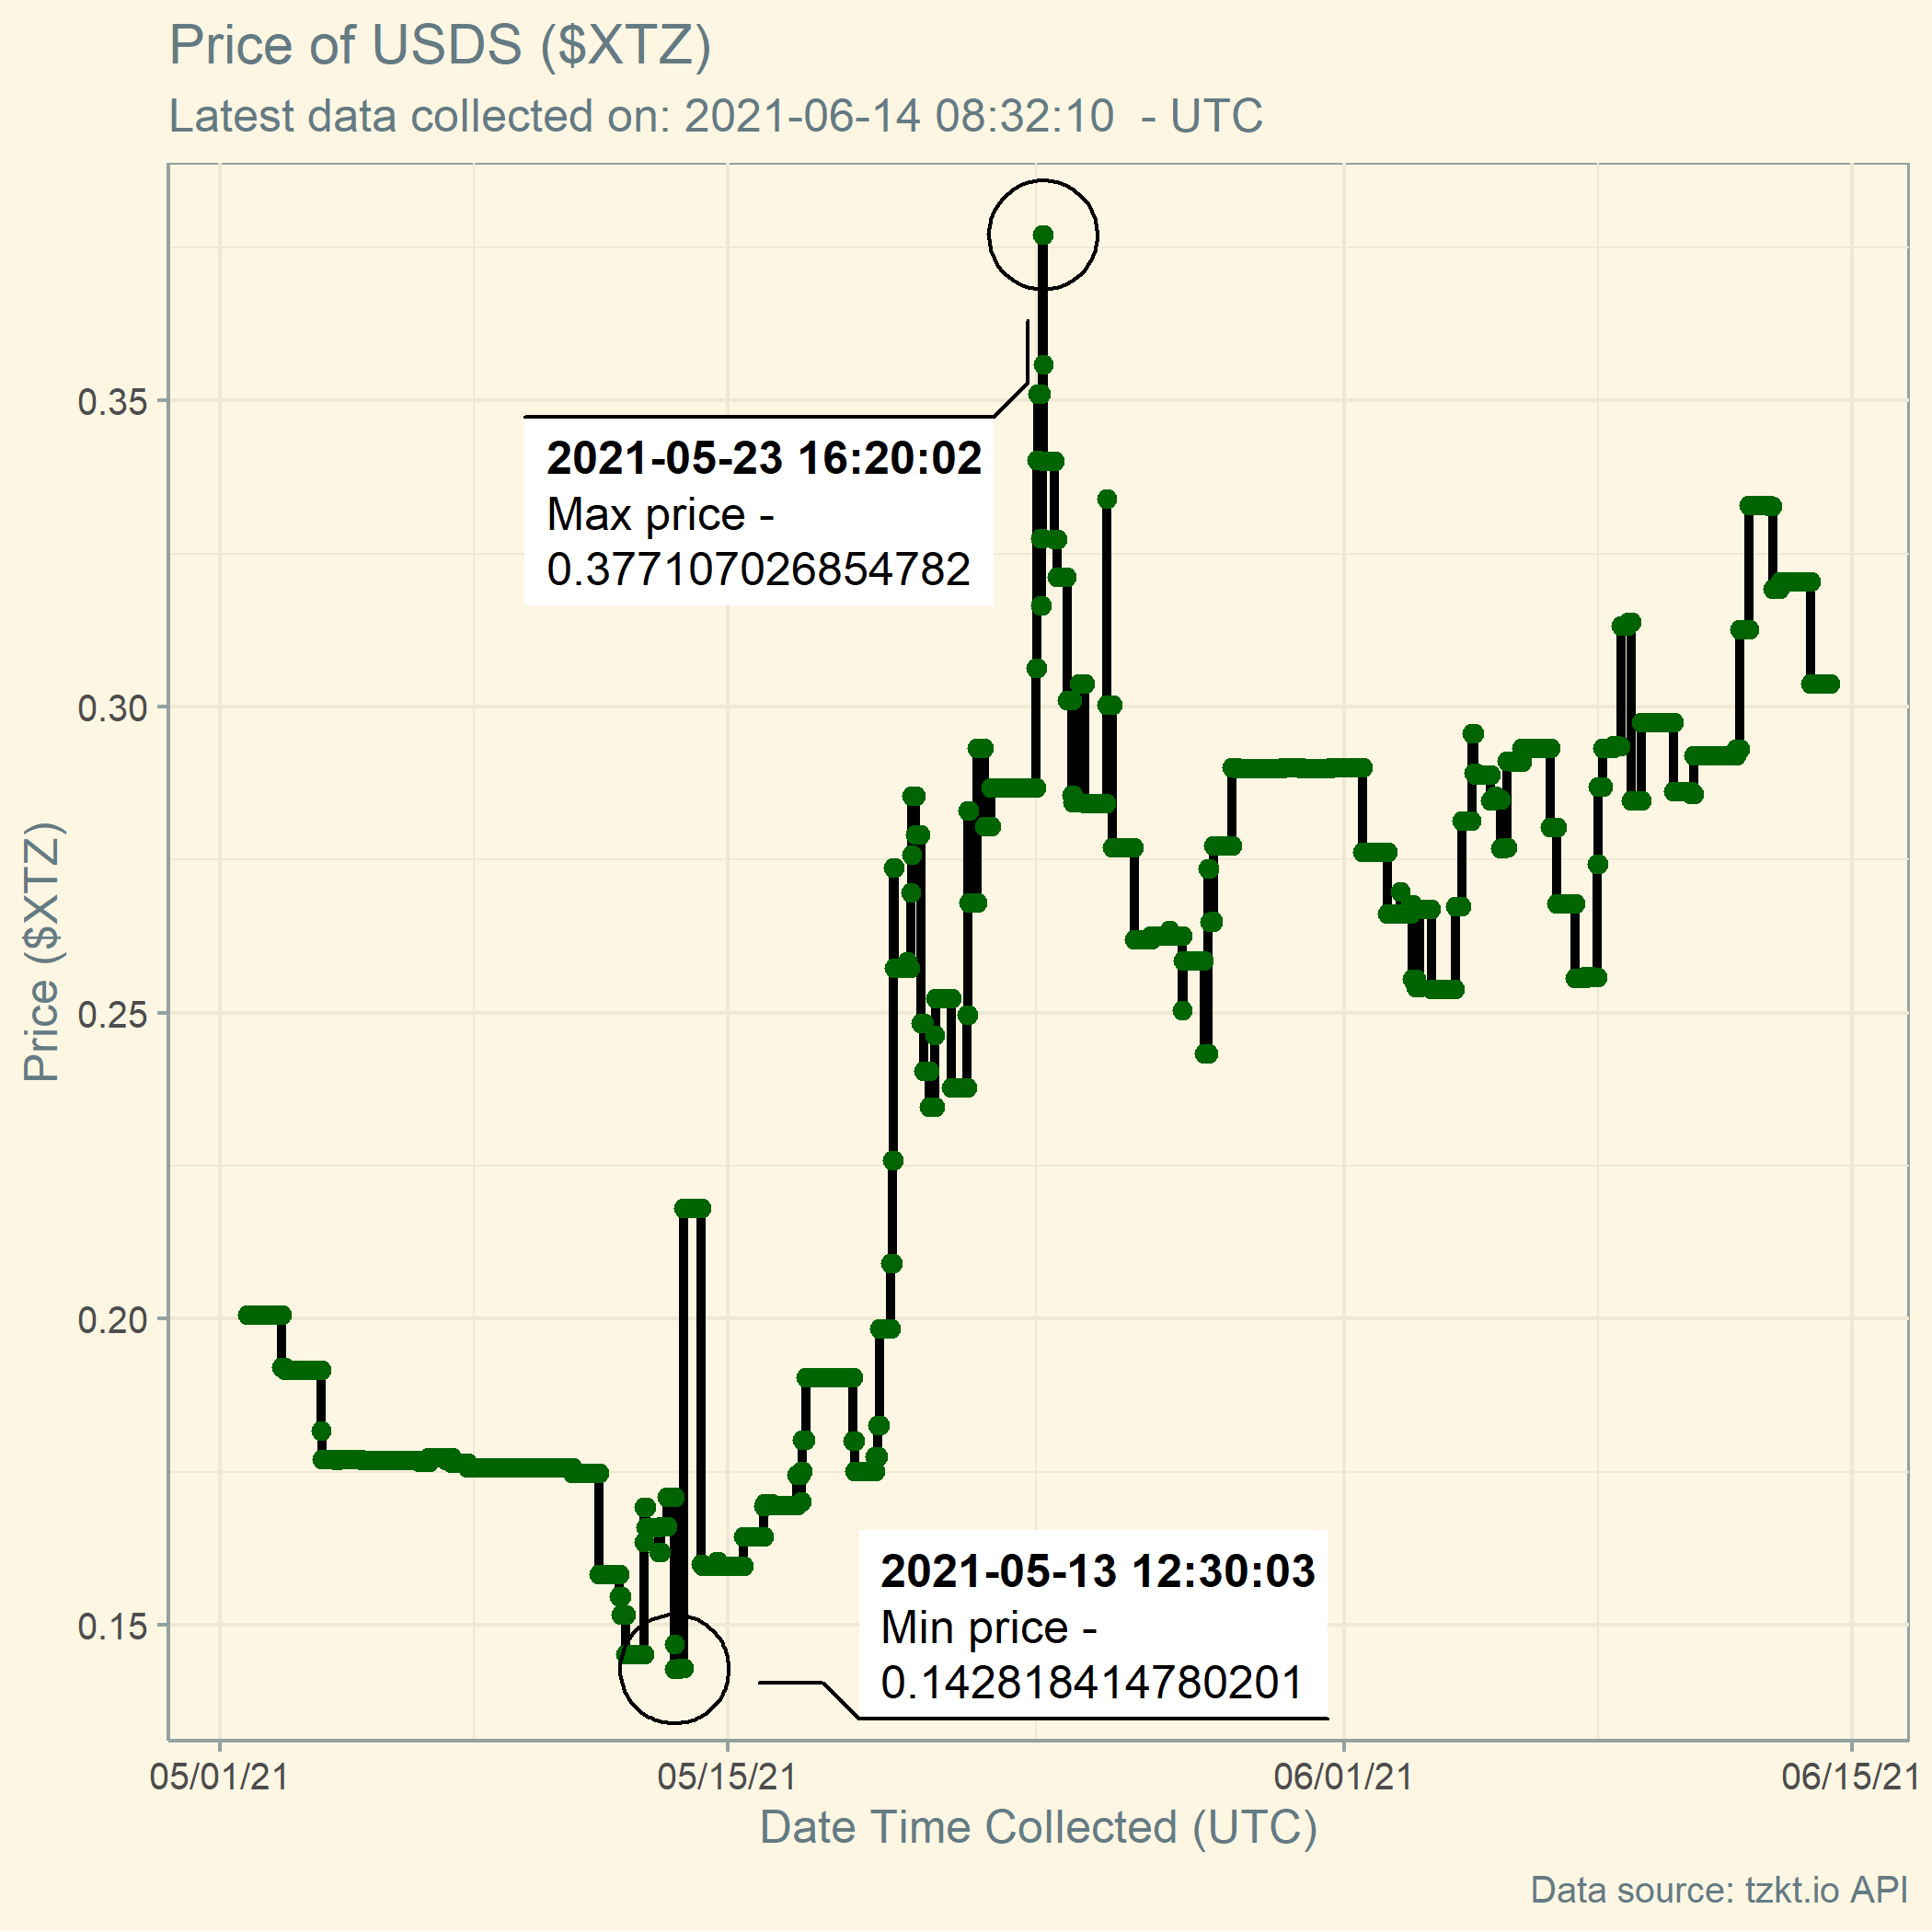 Price of USDS ($XTZ)
Latest data collected on: 2021-06-14 08:32:10  - UTC
0.35
0.30
0.25
0.20
0.15
Price ($XTZ)
2021-05-23 16:20:02
Max price -
0.377107026854782
2021-05-13 12:30:03
Min price -
0.142818414780201
05/01/21
05/15/21
06/01/21
06/15/21
Date Time Collected (UTC)
Data source: tzkt.io API